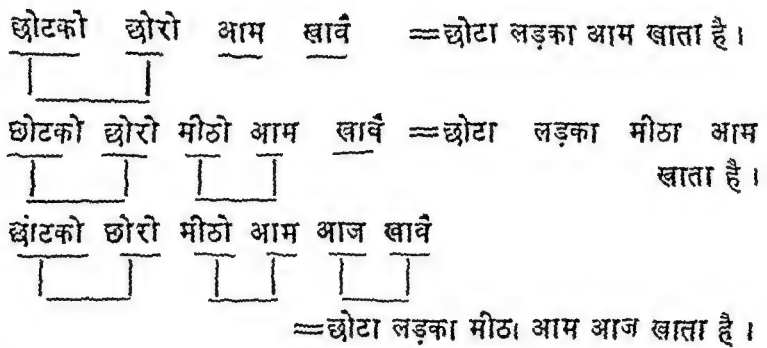 छोटको छोरो आम खावै =छोटा लड़का आम खाता है।
छोटको छोरो मीठो आम खावै =छोटा लड़का मीठा आम
खाता है।
छोटको छोरो मीठो आम आज खावै
=छोटा लड़का मीठा आम आज खाता है।